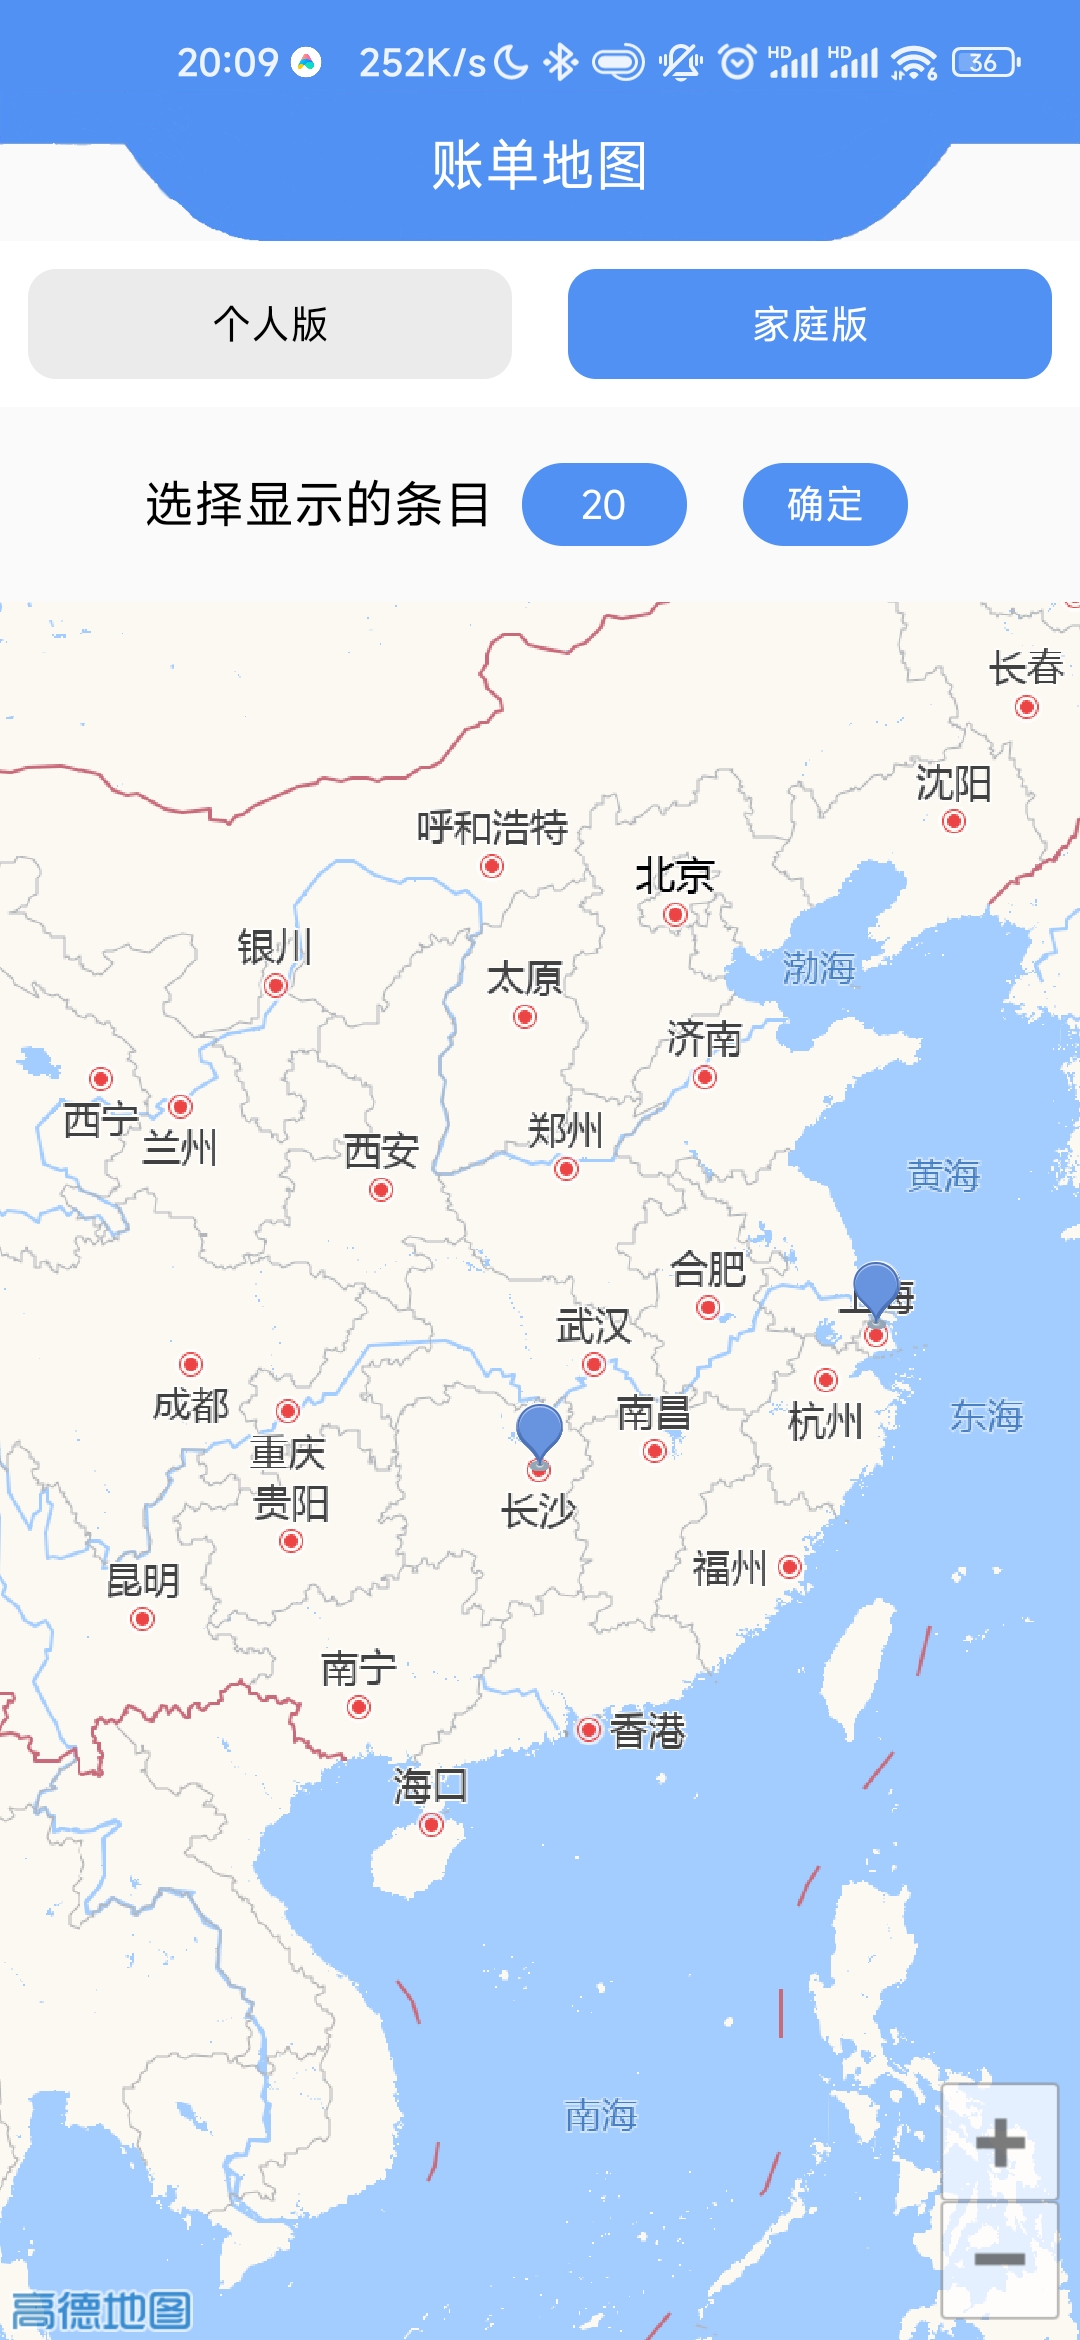 20:09 252K/s HD HD 6 36
账单地图
个人版 家庭版
选择显示的条目 20 确定
长春
沈阳
呼和浩特
北京
银川
渤海
太原
济南
西宁
郑州
兰州
西安
黄海
合肥
上海
武汉
成都
南昌
杭州
东海
重庆
贵阳
长沙
福州
昆明
南宁
香港
海口
南海
+
−
高德地图